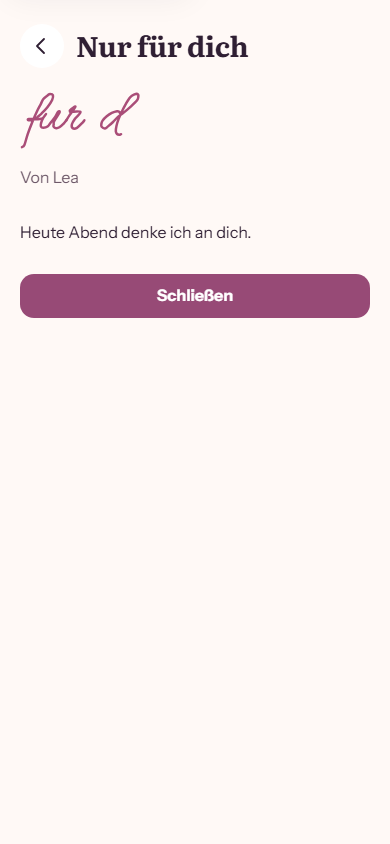 Nur für dich
fur d
Von Lea
Heute Abend denke ich an dich.
Schließen